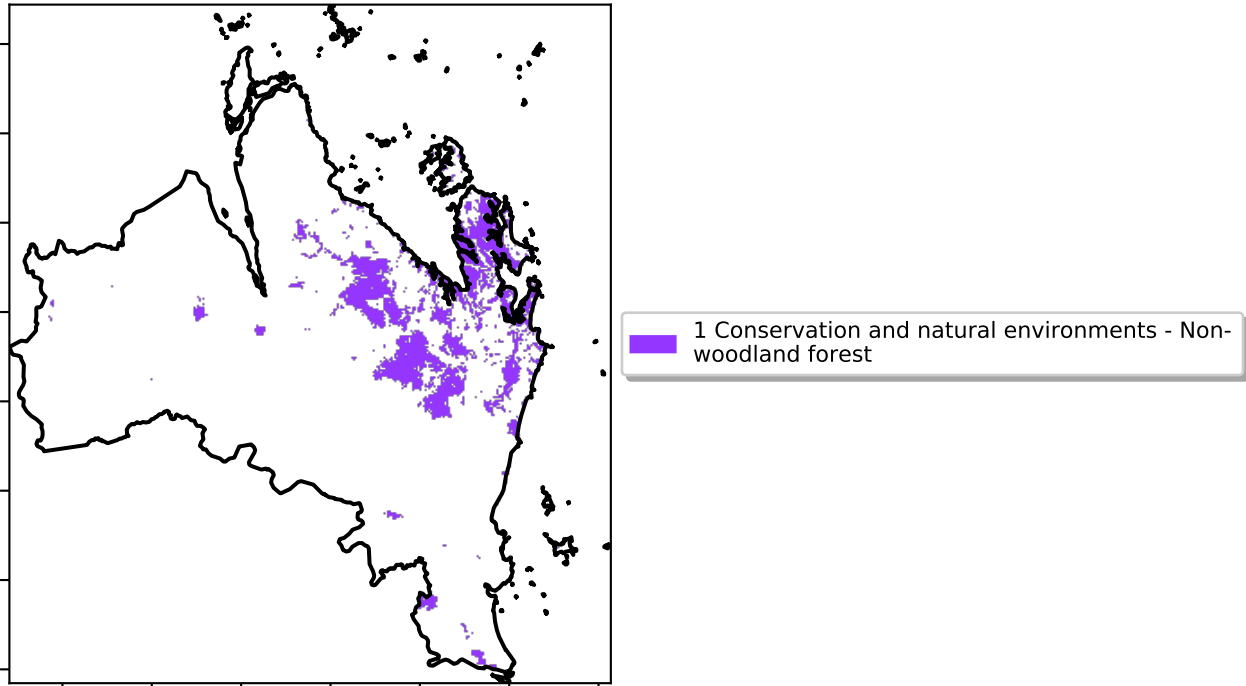 1 Conservation and natural environments - Non-
woodland forest